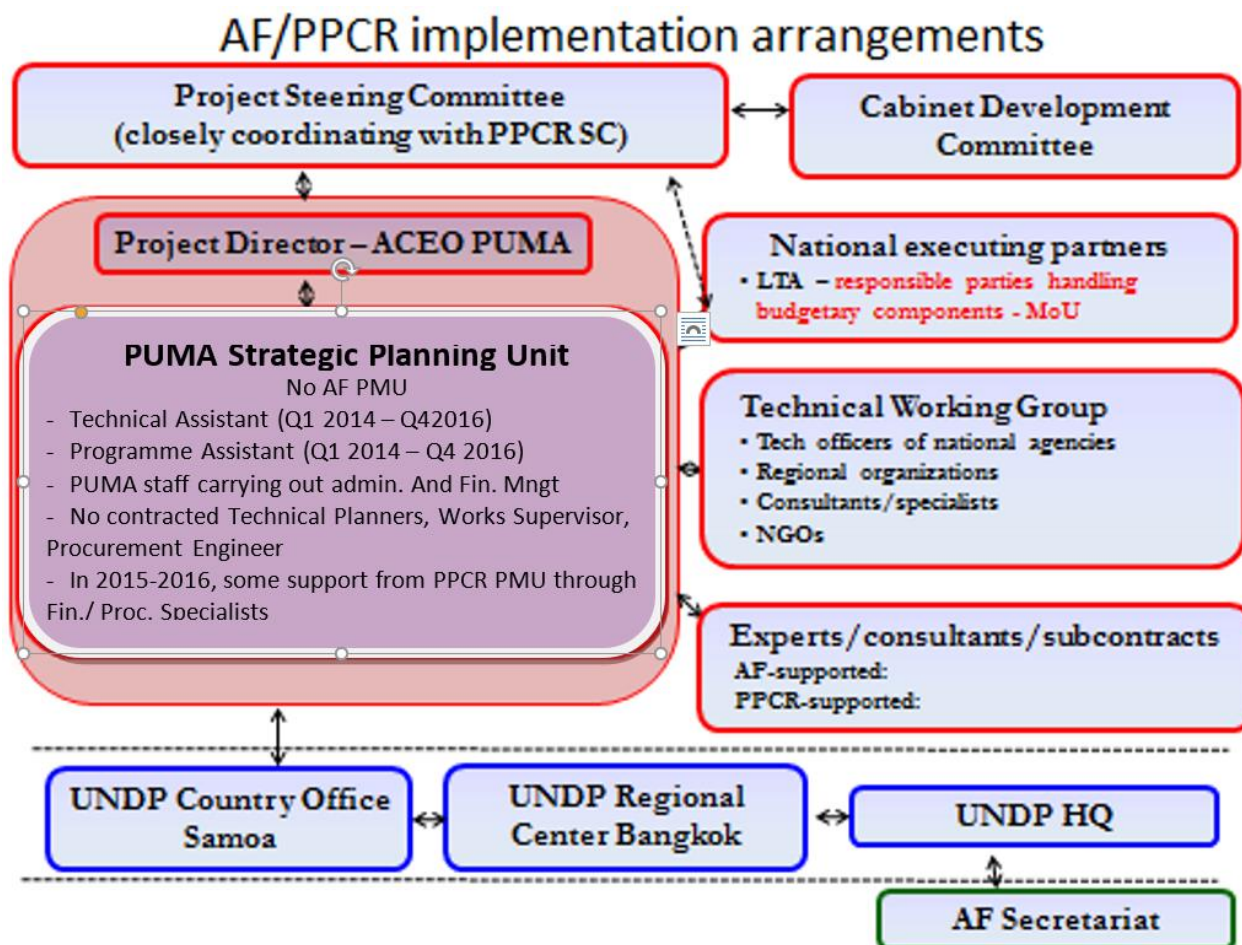 AF/PPCR implementation arrangements
Project Steering Committee
(closely coordinating with PPCR SC)
Cabinet Development
Committee
Project Director – ACEO PUMA
National executing partners
• LTA – responsible parties handling
budgetary components - MoU
PUMA Strategic Planning Unit
No AF PMU
- Technical Assistant (Q1 2014 – Q42016)
- Programme Assistant (Q1 2014 – Q4 2016)
- PUMA staff carrying out admin. And Fin. Mngt
- No contracted Technical Planners, Works Supervisor,
Procurement Engineer
- In 2015-2016, some support from PPCR PMU through
Fin./ Proc. Specialists
Technical Working Group
• Tech officers of national agencies
• Regional organizations
• Consultants/specialists
• NGOs
Experts/consultants/subcontracts
AF-supported:
PPCR-supported:
UNDP Country Office
Samoa
UNDP Regional
Center Bangkok
UNDP HQ
AF Secretariat